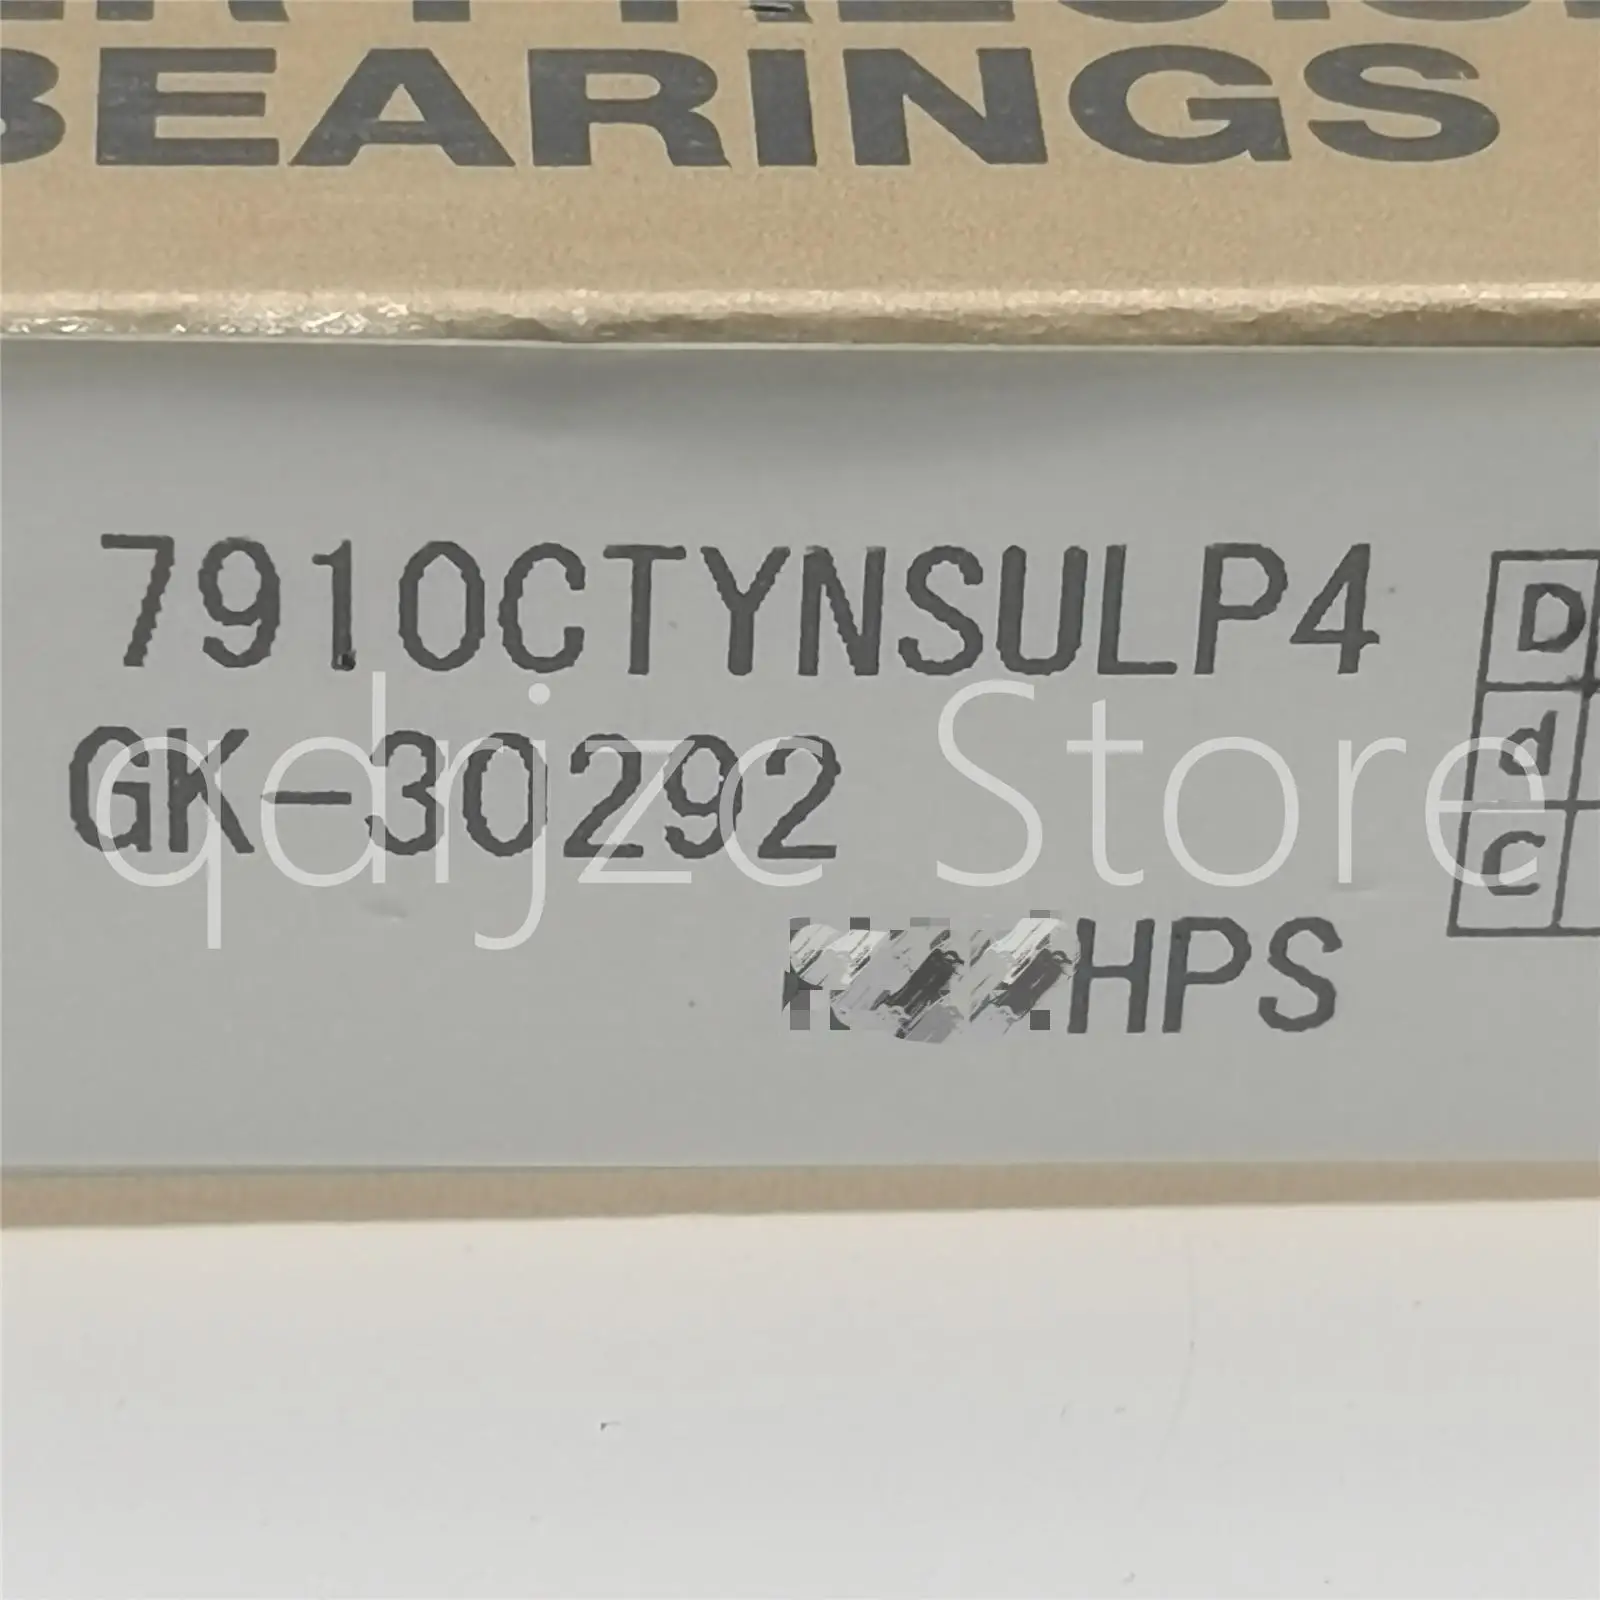 BEARINGS
7910CTYNSULP4
GK-30292
HPS
D
d
C
qdrjzc Store